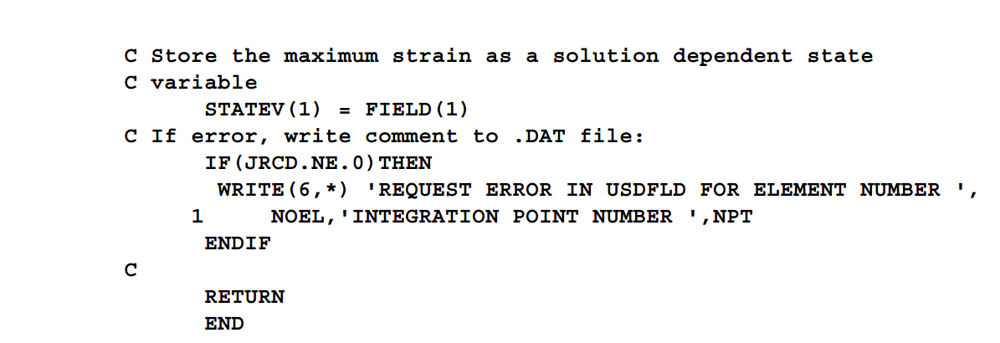 C Store the maximum strain as a solution dependent state
C variable
      STATEV(1) = FIELD(1)
C If error, write comment to .DAT file:
      IF(JRCD.NE.0)THEN
       WRITE(6,*) 'REQUEST ERROR IN USDFLD FOR ELEMENT NUMBER ',
     1     NOEL,'INTEGRATION POINT NUMBER ',NPT
      ENDIF
C
      RETURN
      END